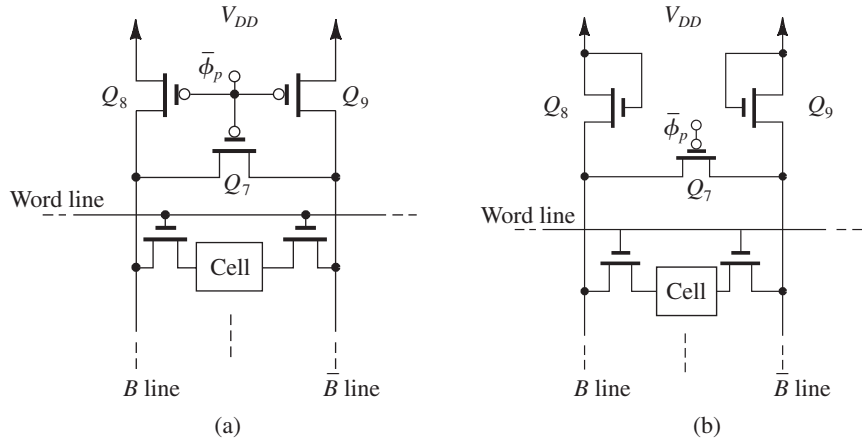 V_DD
Q_8
φ̄_p
Q_9
Q_7
Word line
Cell
B line
B̄ line
(a)
V_DD
Q_8
φ̄_p
Q_9
Q_7
Word line
Cell
B line
B̄ line
(b)